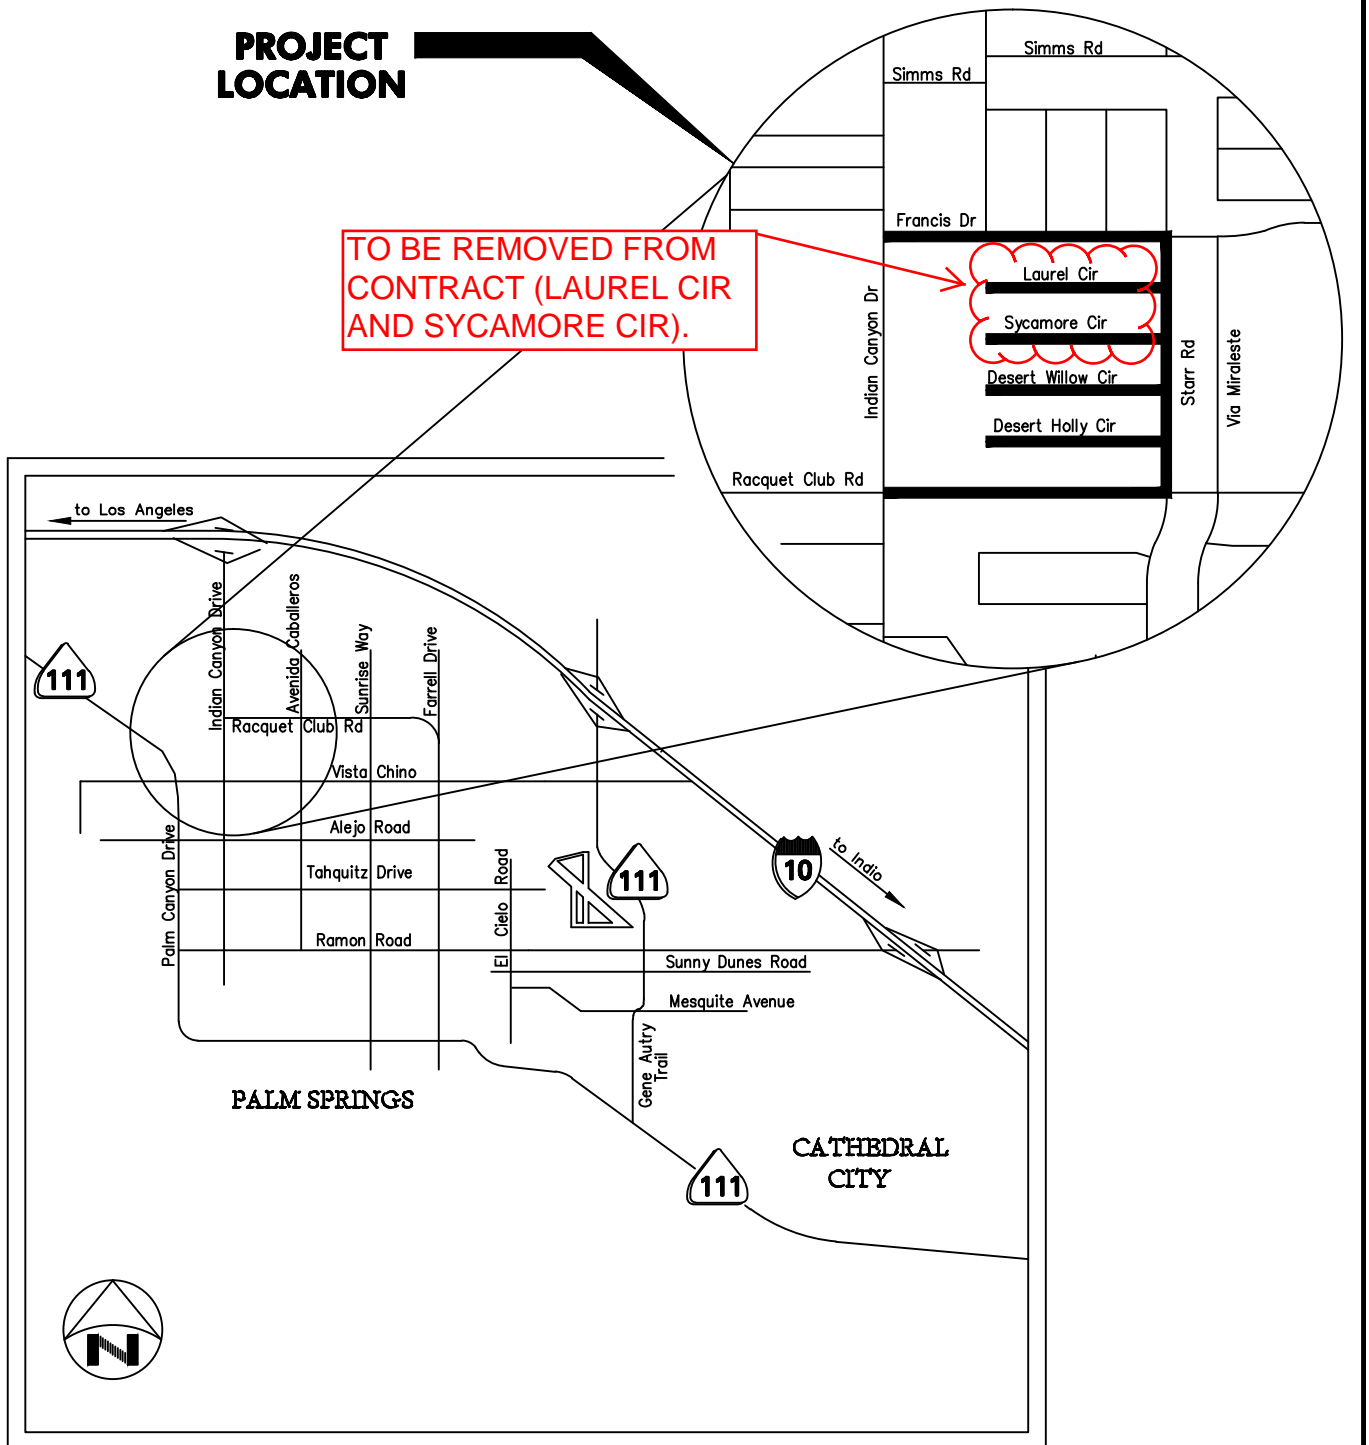 PROJECT
LOCATION
Simms Rd
Simms Rd
Francis Dr
TO BE REMOVED FROM
CONTRACT (LAUREL CIR
AND SYCAMORE CIR).
Laurel Cir
Sycamore Cir
Desert Willow Cir
Desert Holly Cir
Indian Canyon Dr
Starr Rd
Via Miraleste
Racquet Club Rd
to Los Angeles
Indian Canyon Drive
Avenida Caballeros
Sunrise Way
Farrell Drive
111
Racquet Club Rd
Vista Chino
Alejo Road
Palm Canyon Drive
Tahquitz Drive
El Cielo Road
111
10
to Indio
Ramon Road
Sunny Dunes Road
Mesquite Avenue
Gene Autry
Trail
PALM SPRINGS
CATHEDRAL
CITY
111
N